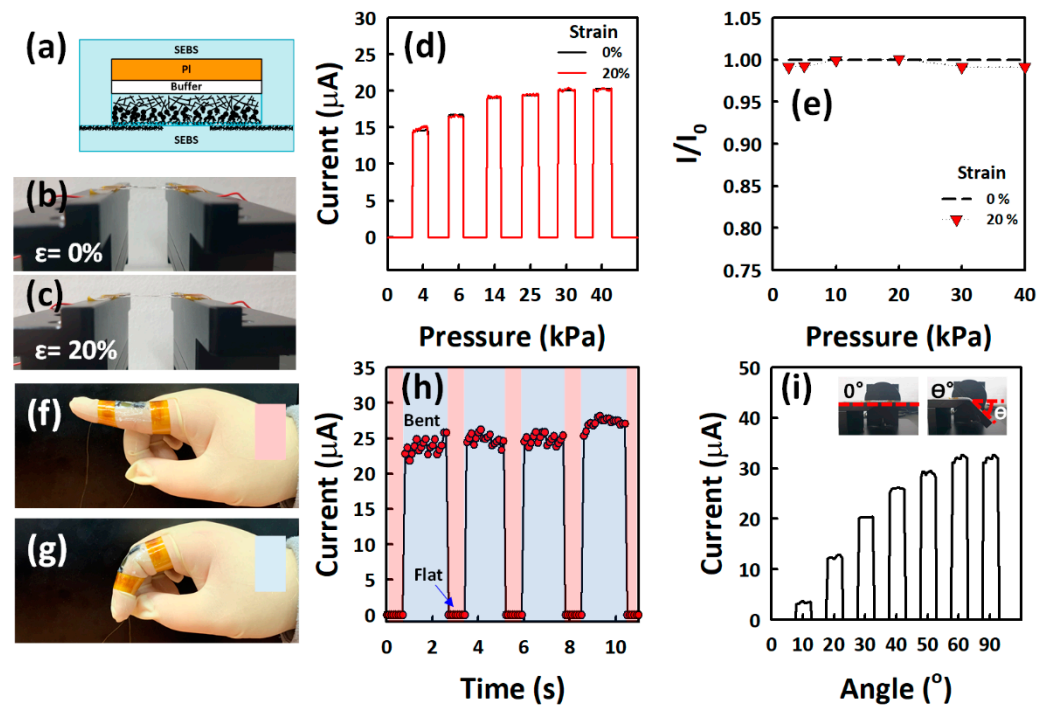 (a)
SEBS
PI
Buffer
SEBS
(b)
ε= 0%
(c)
ε= 20%
(d)
Strain
0%
20%
Current (μA)
30
25
20
15
10
5
0
0 4 6 14 25 30 40
Pressure (kPa)
(e)
Strain
0 %
20 %
I/I0
1.05
1.00
0.95
0.90
0.85
0.80
0.75
0 10 20 30 40
Pressure (kPa)
(f)
(g)
(h)
Bent
Flat
Current (μA)
35
30
25
20
15
10
5
0
0 2 4 6 8 10
Time (s)
(i)
0°
ϴ°
ϴ
Current (μA)
50
40
30
20
10
0
0 10 20 30 40 50 60 90
Angle (°)